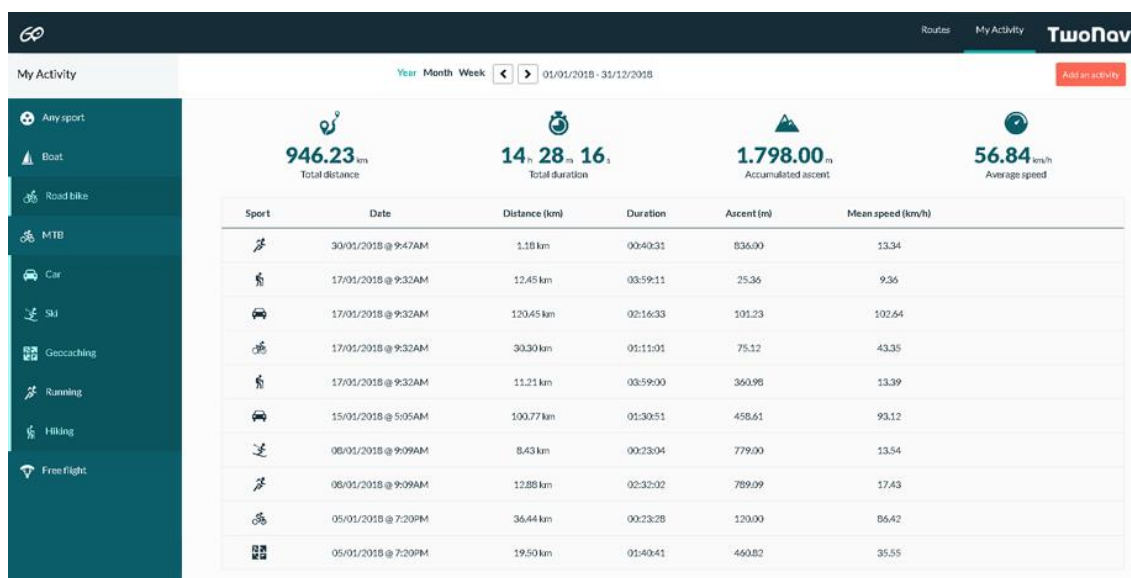 Routes My Activity TwoNav
My Activity
Year Month Week 01/01/2018 - 31/12/2018
Add an activity
Any sport
Boat
Road bike
MTB
Car
Ski
Geocaching
Running
Hiking
Free flight
946.23 km 14 h 28 m 16 s 1.798.00 m 56.84 km/h
Total distance Total duration Accumulated ascent Average speed
Sport Date Distance (km) Duration Ascent (m) Mean speed (km/h)
30/01/2018 @ 9:47AM 1.18 km 00:40:31 836.00 13.34
17/01/2018 @ 9:32AM 12.45 km 03:59:11 25.36 9.36
17/01/2018 @ 9:32AM 120.45 km 02:16:33 101.23 102.64
17/01/2018 @ 9:32AM 30.30 km 01:11:01 75.12 43.35
17/01/2018 @ 9:32AM 11.21 km 03:59:00 360.98 13.39
15/01/2018 @ 5:05AM 100.77 km 01:30:51 458.61 93.12
08/01/2018 @ 9:09AM 8.43 km 00:23:04 779.00 13.54
08/01/2018 @ 9:09AM 12.88 km 02:32:02 789.09 17.43
05/01/2018 @ 7:20PM 36.44 km 00:23:28 120.00 86.42
05/01/2018 @ 7:20PM 19.50 km 01:40:41 460.82 35.55